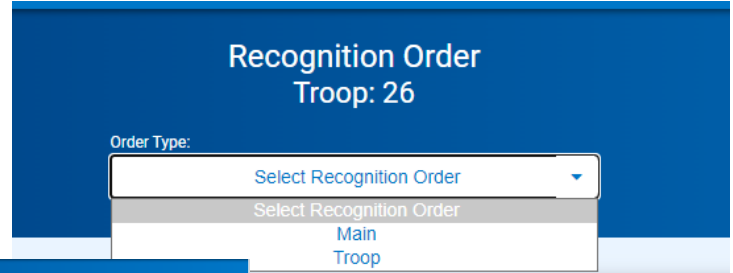 Recognition Order
Troop: 26
Order Type:
Select Recognition Order
Select Recognition Order
Main
Troop